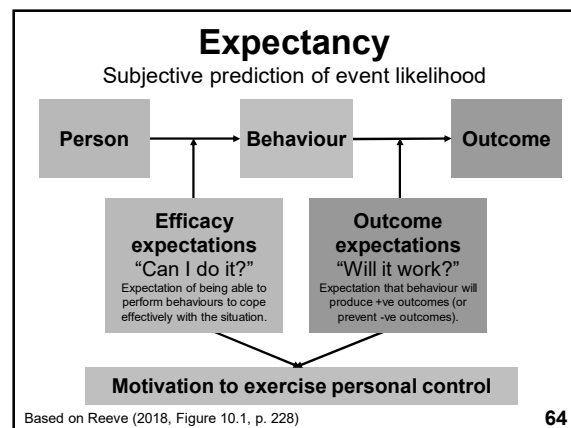 Expectancy
Subjective prediction of event likelihood
Person
Behaviour
Outcome
Efficacy
expectations
“Can I do it?”
Expectation of being able to
perform behaviours to cope
effectively with the situation.
Outcome
expectations
“Will it work?”
Expectation that behaviour will
produce +ve outcomes (or
prevent -ve outcomes).
Motivation to exercise personal control
Based on Reeve (2018, Figure 10.1, p. 228)
64